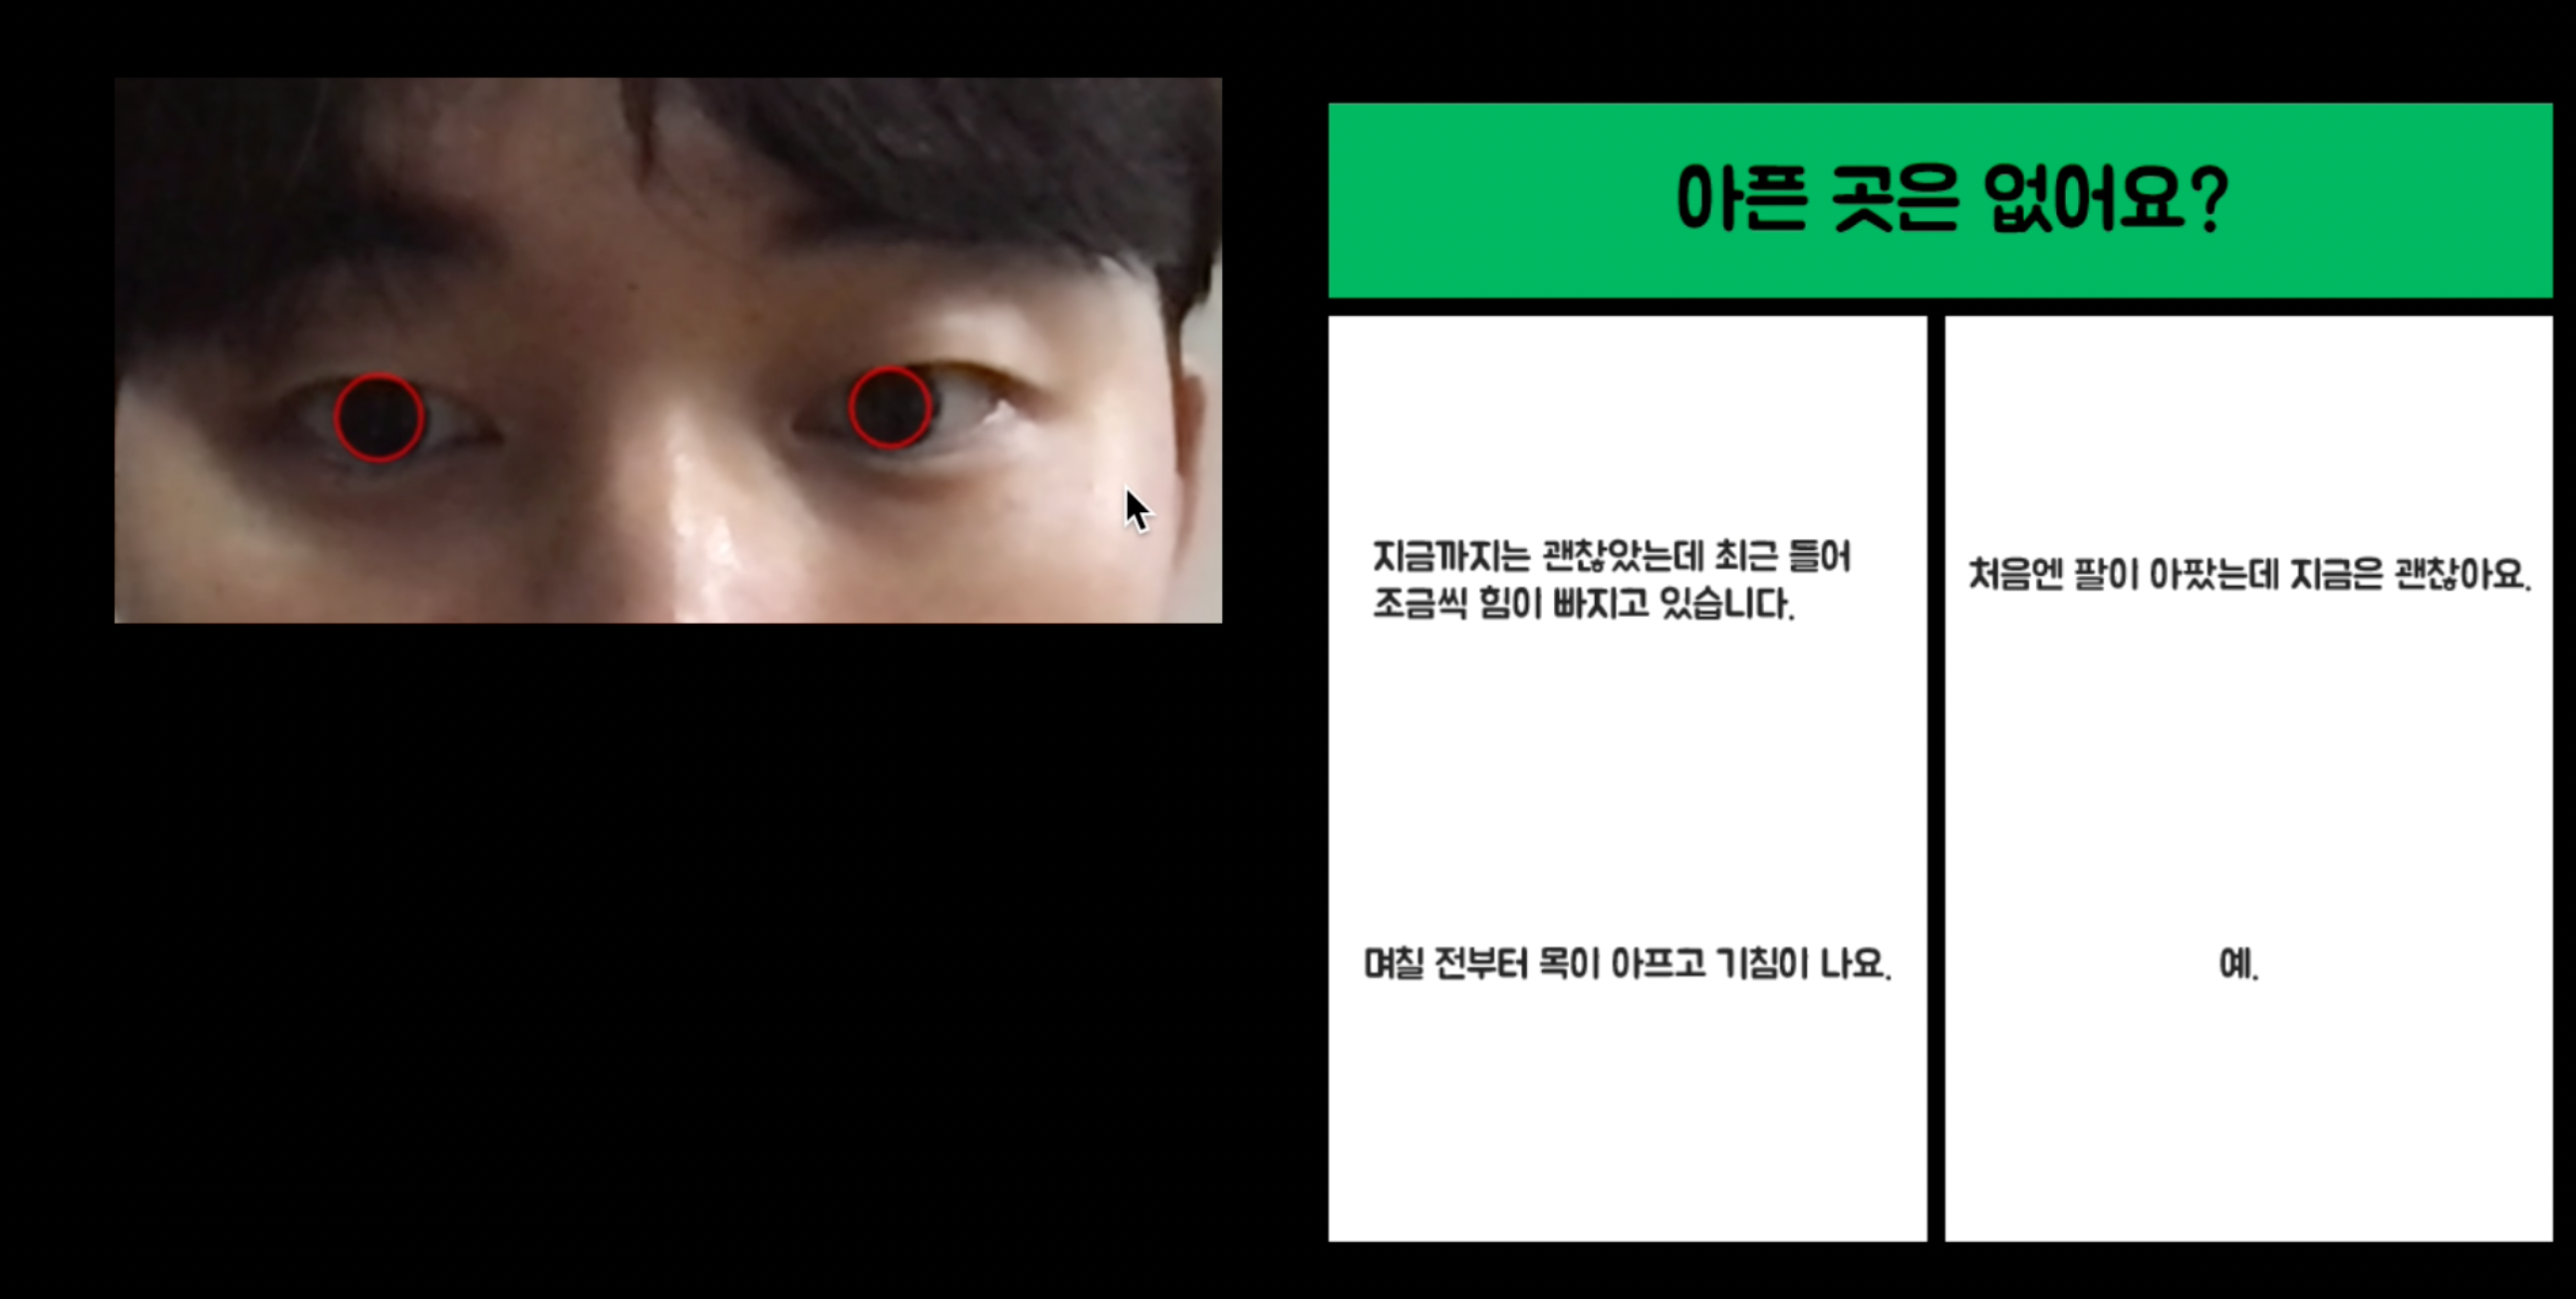 아픈 곳은 없어요?
지금까지는 괜찮았는데 최근 들어
조금씩 힘이 빠지고 있습니다.
처음엔 팔이 아팠는데 지금은 괜찮아요.
며칠 전부터 목이 아프고 기침이 나요.
예.